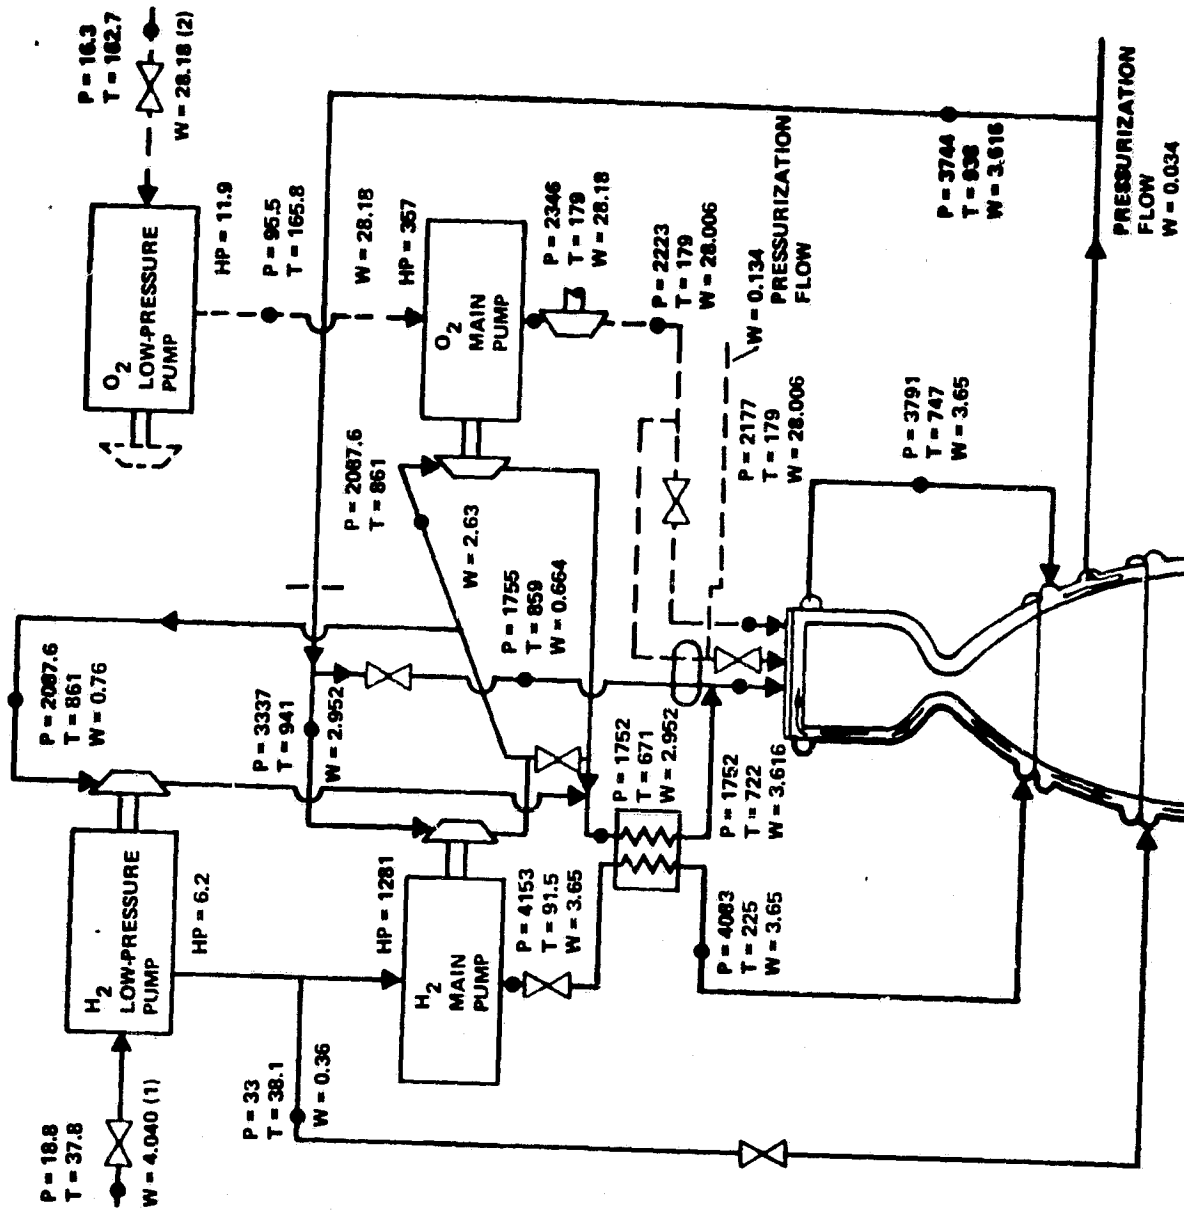 P = 18.8
T = 37.8
W = 4.040 (1)
H2
LOW-PRESSURE
PUMP
HP = 6.2
P = 33
T = 38.1
W = 0.36
H2
MAIN
PUMP
HP = 1281
P = 4153
T = 91.5
W = 3.65
P = 4083
T = 225
W = 3.65
P = 2087.6
T = 861
W = 0.76
P = 3337
T = 941
W = 2.952
P = 1752
T = 671
W = 2.952
P = 1752
T = 722
W = 3.616
P = 1755
T = 859
W = 0.664
P = 2087.6
T = 861
W = 2.63
O2
LOW-PRESSURE
PUMP
P = 16.3
T = 162.7
W = 28.18 (2)
HP = 11.9
P = 95.5
T = 165.8
W = 28.18
HP = 357
O2
MAIN
PUMP
P = 2346
T = 179
W = 28.18
P = 2223
T = 179
W = 28.006
W = 0.134
PRESSURIZATION
FLOW
P = 2177
T = 179
W = 28.006
P = 3791
T = 747
W = 3.65
P = 3744
T = 938
W = 3.616
PRESSURIZATION
FLOW
W = 0.034